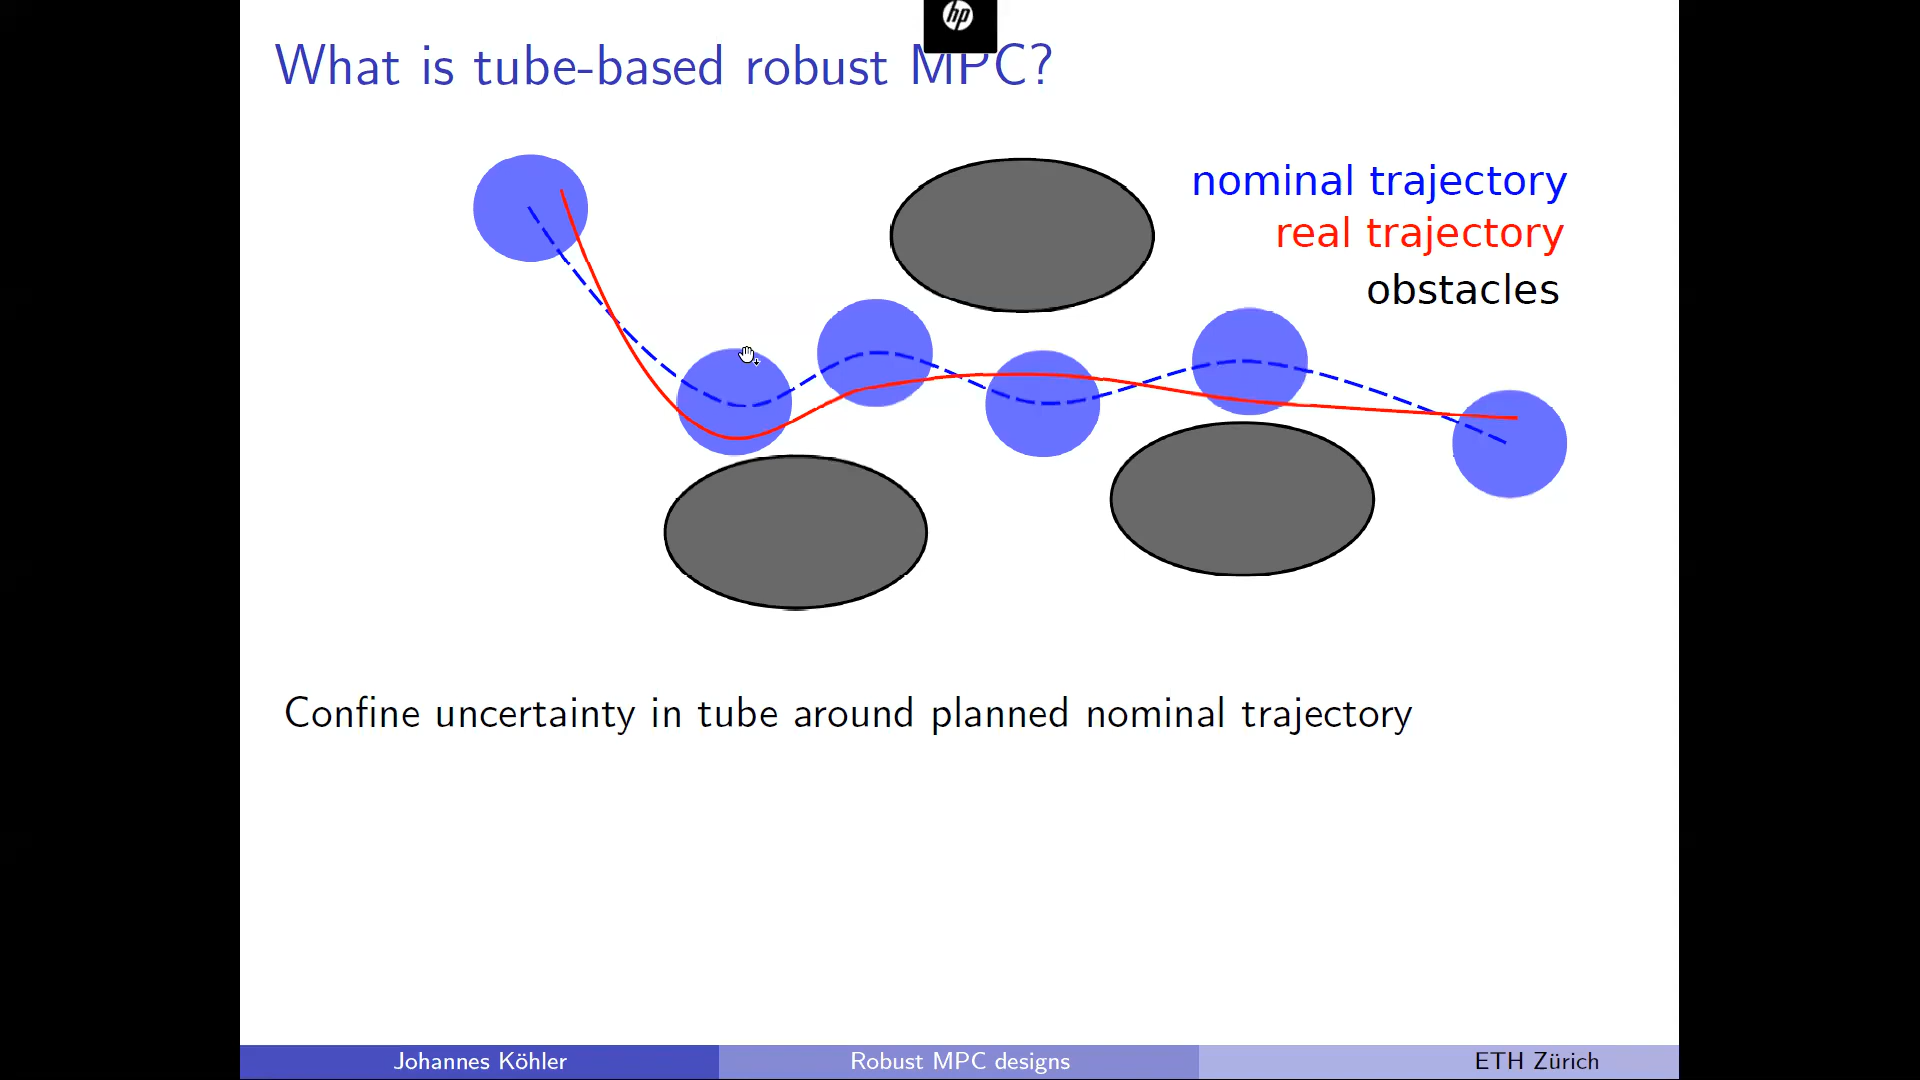 hp
What is tube-based robust MPC?
nominal trajectory
real trajectory
obstacles
Confine uncertainty in tube around planned nominal trajectory
Johannes Köhler
Robust MPC designs
ETH Zürich